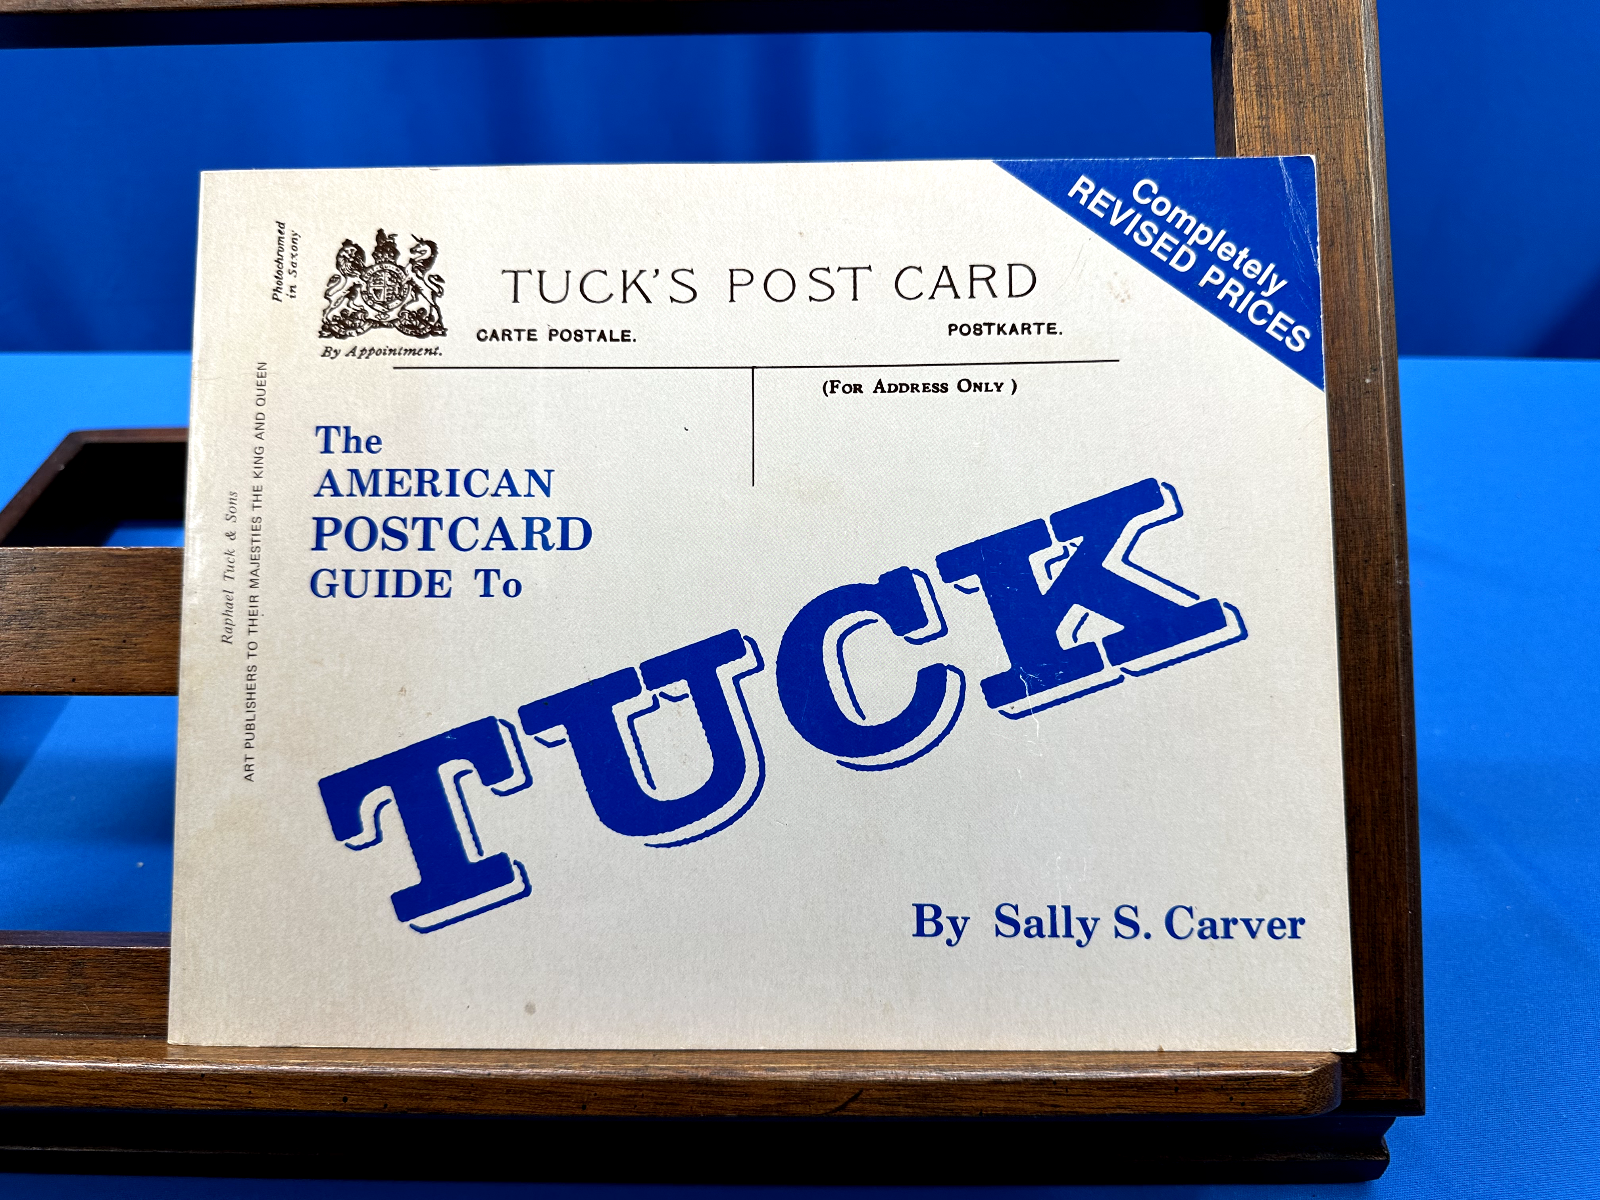 Completely
REVISED PRICES
Photochromed
in Saxony
By Appointment.
TUCK'S POST CARD
CARTE POSTALE.
POSTKARTE.
(FOR ADDRESS ONLY )
Raphael Tuck & Sons
ART PUBLISHERS TO THEIR MAJESTIES THE KING AND QUEEN
The
AMERICAN
POSTCARD
GUIDE To
TUCK
By Sally S. Carver